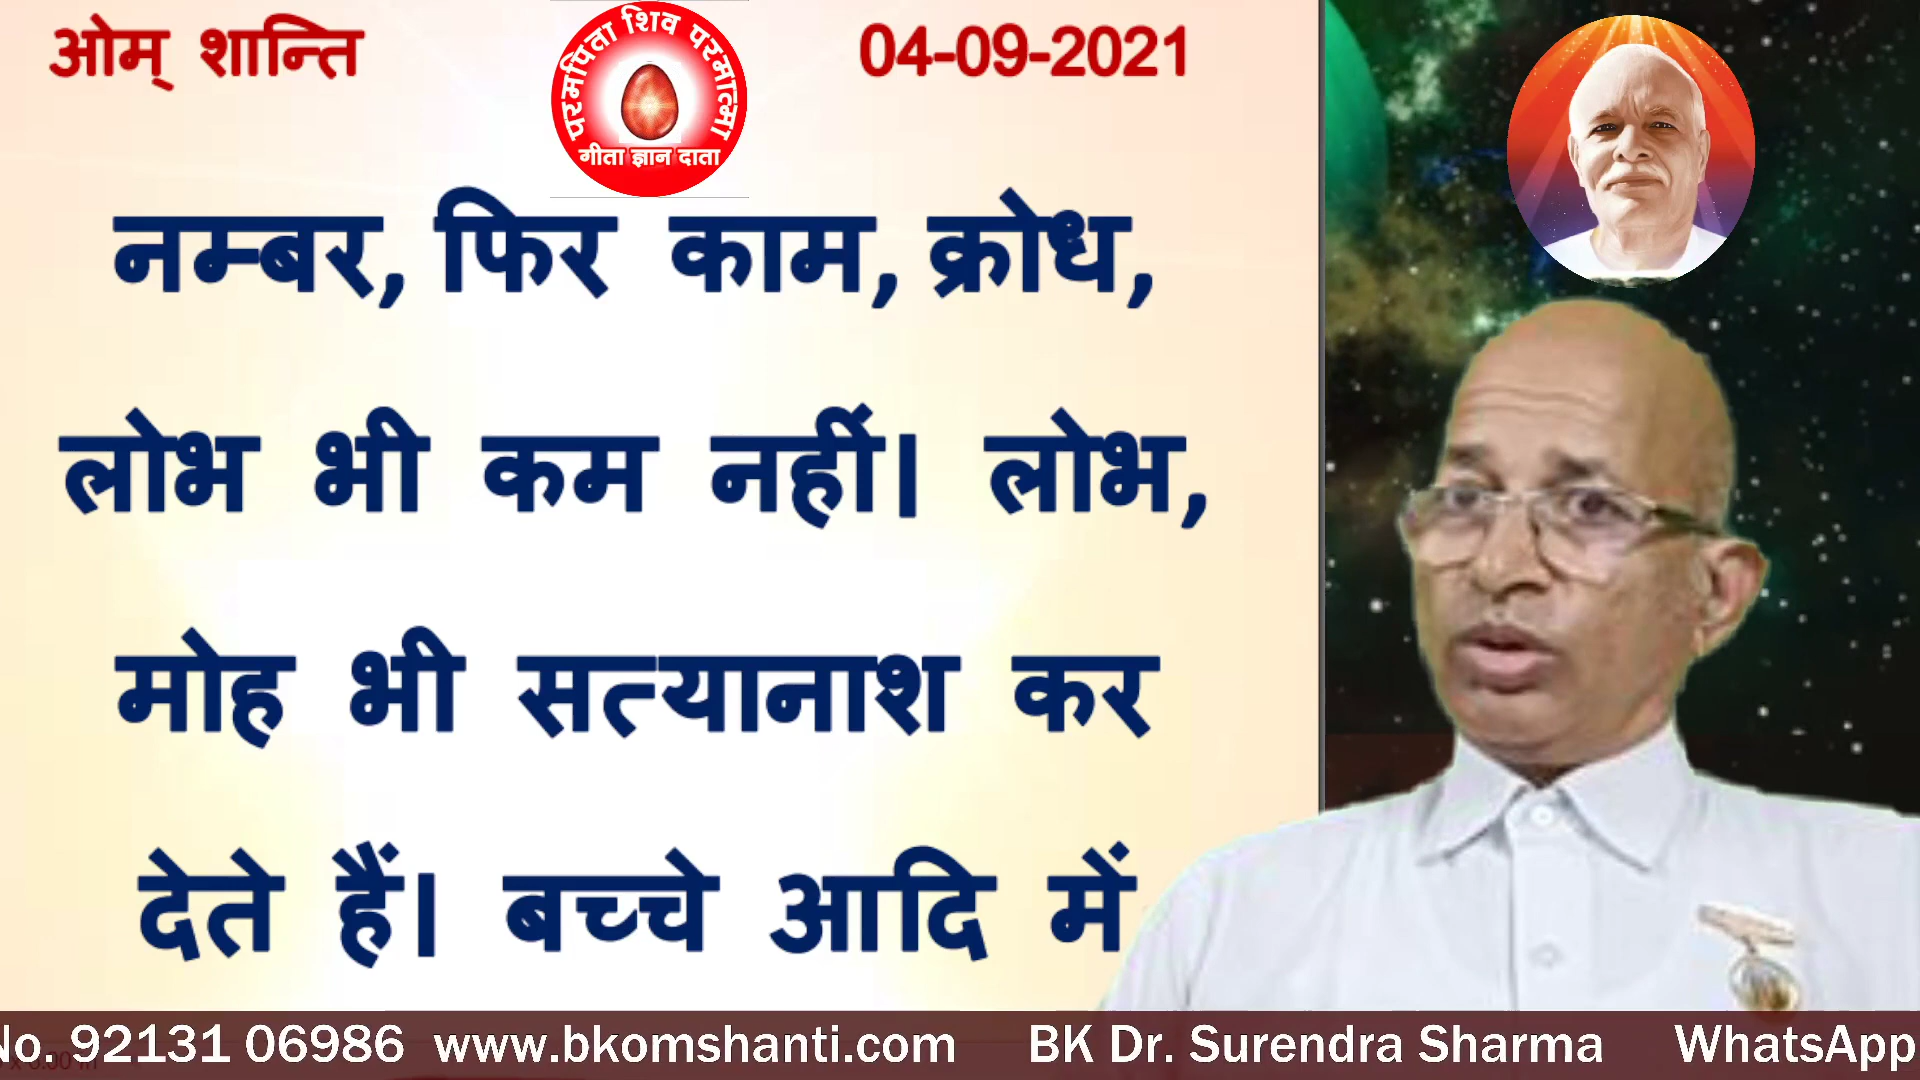 ओम् शान्ति
परमपिता शिव परमात्मा
गीता ज्ञान दाता
04-09-2021
नम्बर, फिर काम, क्रोध,
लोभ भी कम नहीं। लोभ,
मोह भी सत्यानाश कर
देते हैं। बच्चे आदि में
No. 92131 06986 www.bkomshanti.com BK Dr. Surendra Sharma WhatsApp